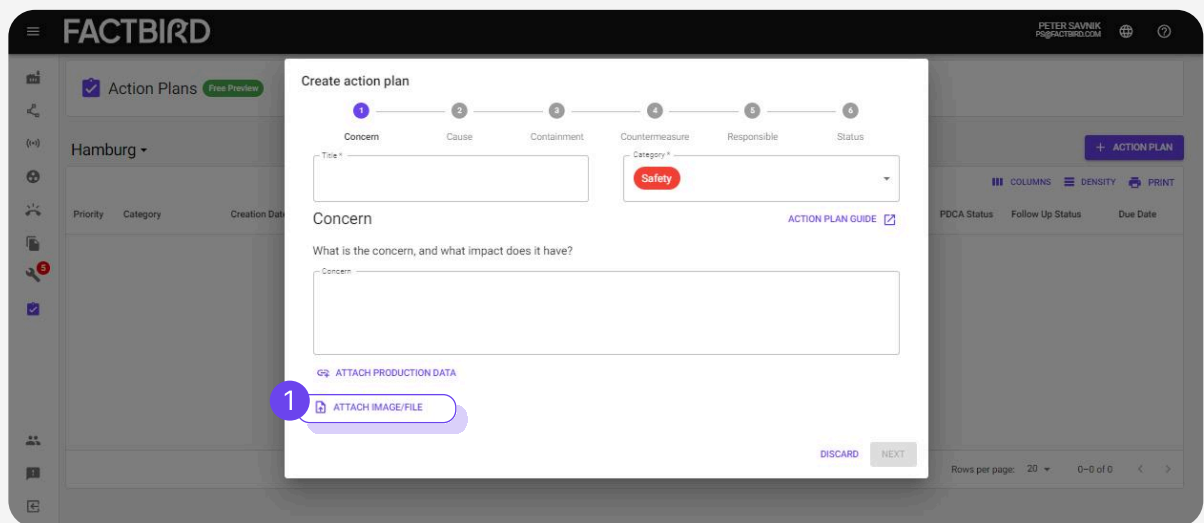 FACTBIRD
PETER SAVNIK
PS@FACTBIRD.COM
Action Plans Free Preview
Hamburg
+ ACTION PLAN
COLUMNS DENSITY PRINT
Priority Category Creation Date PDCA Status Follow Up Status Due Date
5
Create action plan
1 2 3 4 5 6
Concern Cause Containment Countermeasure Responsible Status
Title * Category *
Safety
Concern ACTION PLAN GUIDE
What is the concern, and what impact does it have?
Concern
ATTACH PRODUCTION DATA
1 ATTACH IMAGE/FILE
DISCARD NEXT
Rows per page: 20 0–0 of 0